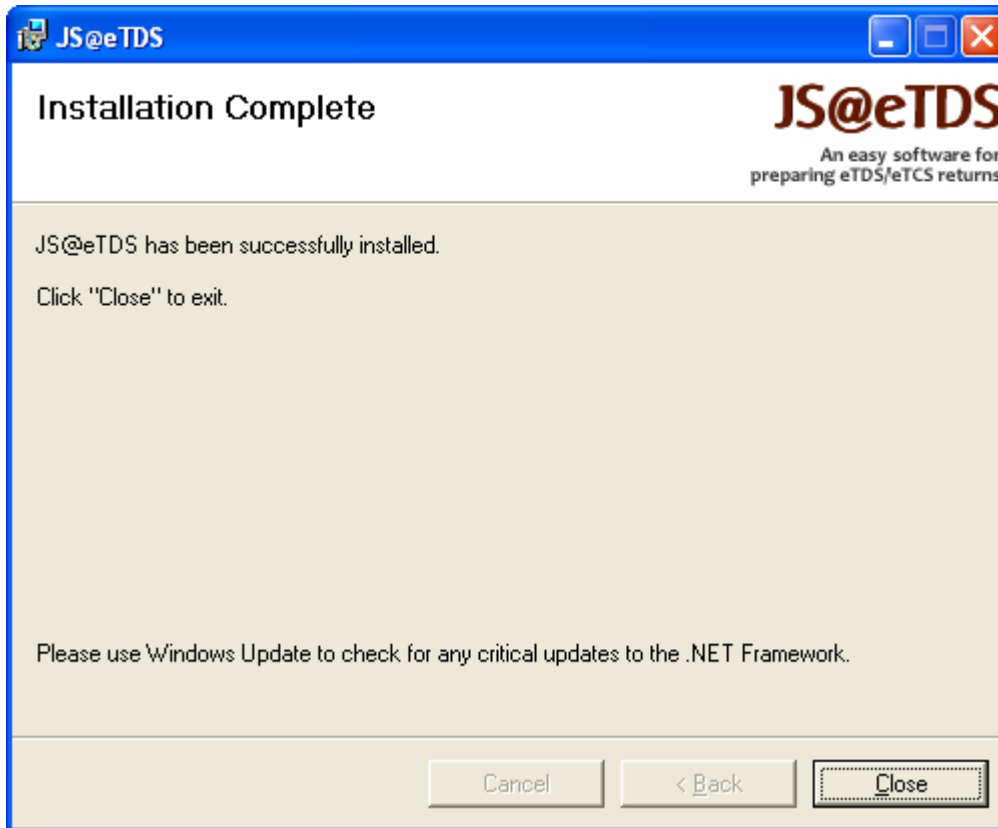 JS@eTDS
Installation Complete
JS@eTDS
An easy software for
preparing eTDS/eTCS returns
JS@eTDS has been successfully installed.
Click "Close" to exit.
Please use Windows Update to check for any critical updates to the .NET Framework.
Cancel
< Back
Close